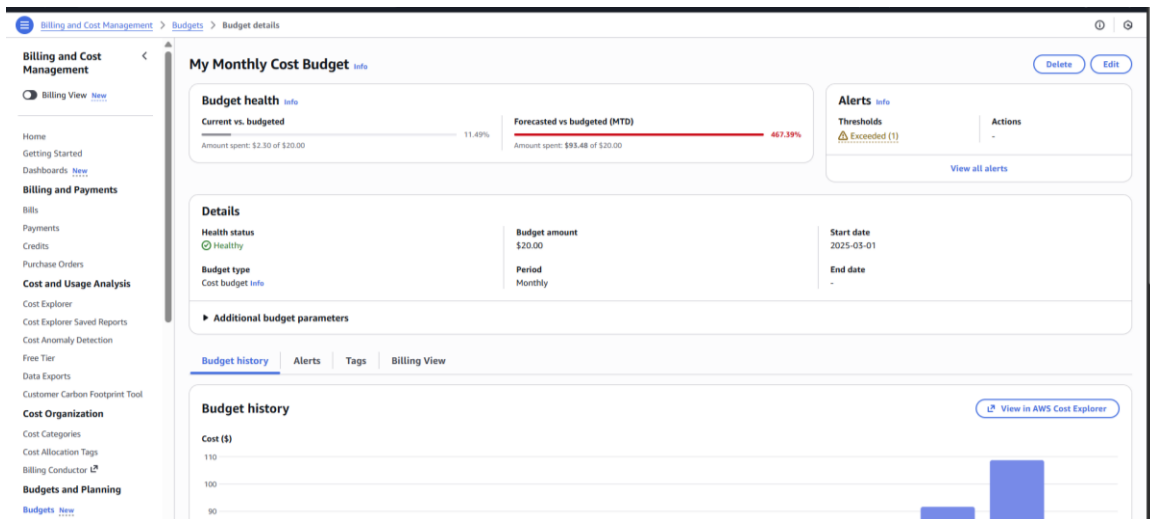 Billing and Cost Management > Budgets > Budget details
Billing and Cost Management
Billing View New
Home
Getting Started
Dashboards New
Billing and Payments
Bills
Payments
Credits
Purchase Orders
Cost and Usage Analysis
Cost Explorer
Cost Explorer Saved Reports
Cost Anomaly Detection
Free Tier
Data Exports
Customer Carbon Footprint Tool
Cost Organization
Cost Categories
Cost Allocation Tags
Billing Conductor
Budgets and Planning
Budgets New
My Monthly Cost Budget Info
Delete Edit
Budget health Info
Current vs. budgeted
11.49%
Amount spent: $2.30 of $20.00
Forecasted vs budgeted (MTD)
467.39%
Amount spent: $93.48 of $20.00
Alerts Info
Thresholds
Exceeded (1)
Actions
-
View all alerts
Details
Health status
Healthy
Budget type
Cost budget Info
Budget amount
$20.00
Period
Monthly
Start date
2025-03-01
End date
-
Additional budget parameters
Budget history Alerts Tags Billing View
Budget history
View in AWS Cost Explorer
Cost ($)
110
100
90